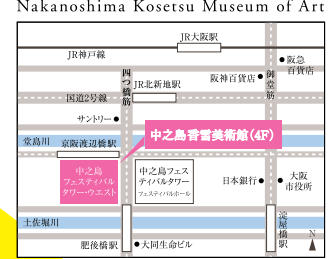 Nakanoshima Kosetsu Museum of Art
JR大阪駅
JR神戸線
阪急
百貨店
四つ橋筋
JR北新地駅
阪神百貨店
御堂筋
国道2号線
サントリー
中之島香雪美術館(4F)
堂島川
京阪渡辺橋駅
中之島
フェスティバル
タワー・ウエスト
中之島フェス
ティバルタワー
フェスティバルホール
日本銀行
大阪
市役所
土佐堀川
淀屋橋駅
N
肥後橋駅
大同生命ビル